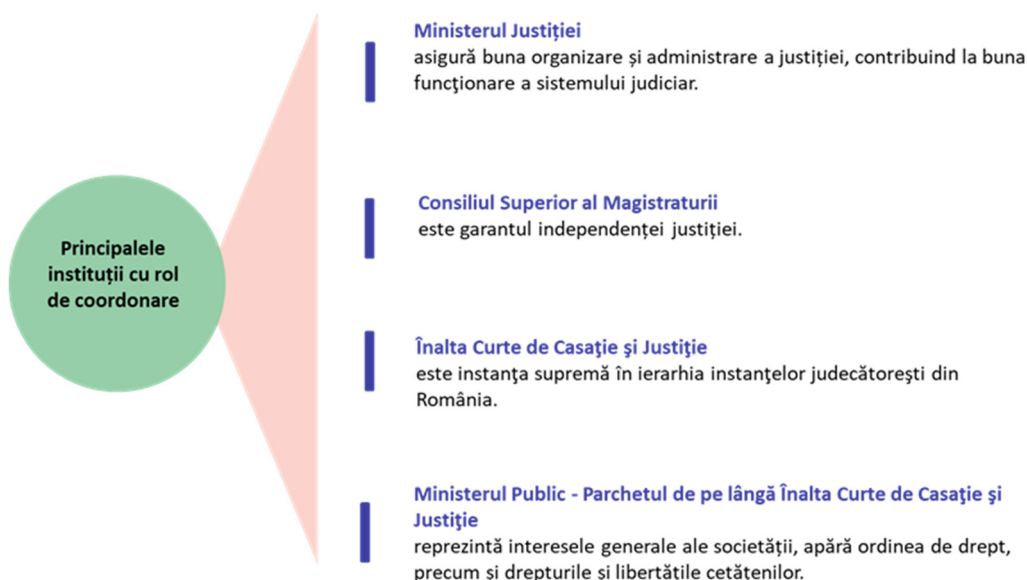 Principalele
instituții cu rol
de coordonare
Ministerul Justiției
asigură buna organizare și administrare a justiției, contribuind la buna
funcţionare a sistemului judiciar.
Consiliul Superior al Magistraturii
este garantul independenței justiției.
Înalta Curte de Casaţie şi Justiţie
este instanţa supremă în ierarhia instanţelor judecătoreşti din
România.
Ministerul Public - Parchetul de pe lângă Înalta Curte de Casaţie şi
Justiţie
reprezintă interesele generale ale societății, apără ordinea de drept,
precum și drepturile și libertățile cetățenilor.